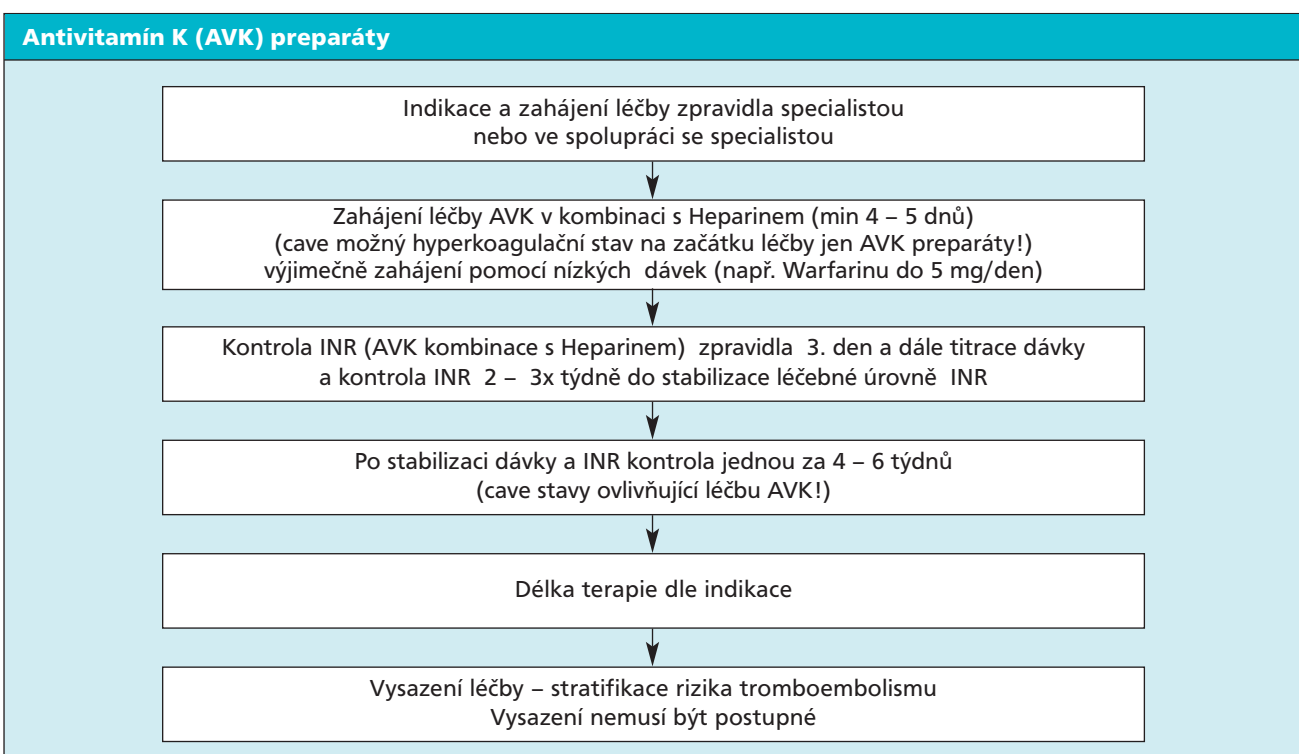 Antivitamín K (AVK) preparáty
Indikace a zahájení léčby zpravidla specialistou
nebo ve spolupráci se specialistou
Zahájení léčby AVK v kombinaci s Heparinem (min 4 – 5 dnů)
(cave možný hyperkoagulační stav na začátku léčby jen AVK preparáty!)
výjimečně zahájení pomocí nízkých dávek (např. Warfarinu do 5 mg/den)
Kontrola INR (AVK kombinace s Heparinem) zpravidla 3. den a dále titrace dávky
a kontrola INR 2 – 3x týdně do stabilizace léčebné úrovně INR
Po stabilizaci dávky a INR kontrola jednou za 4 – 6 týdnů
(cave stavy ovlivňující léčbu AVK!)
Délka terapie dle indikace
Vysazení léčby – stratifikace rizika tromboembolismu
Vysazení nemusí být postupné